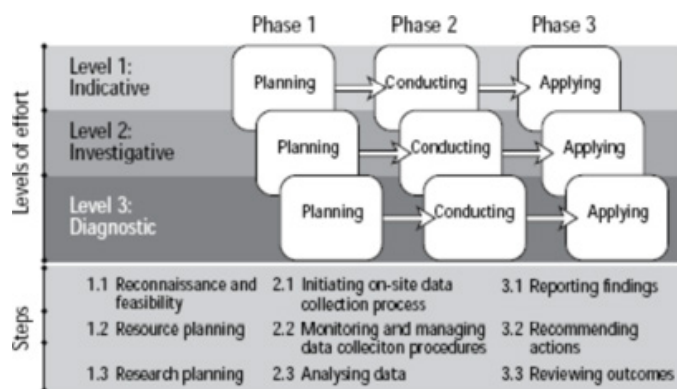 Phase 1 Phase 2 Phase 3
Levels of effort
Level 1:
Indicative
Planning Conducting Applying
Level 2:
Investigative
Planning Conducting Applying
Level 3:
Diagnostic
Planning Conducting Applying
Steps
1.1 Reconnaissance and
feasibility
1.2 Resource planning
1.3 Research planning
2.1 Initiating on-site data
collection process
2.2 Monitoring and managing
data colleciton procedures
2.3 Analysing data
3.1 Reporting findings
3.2 Recommending
actions
3.3 Reviewing outcomes